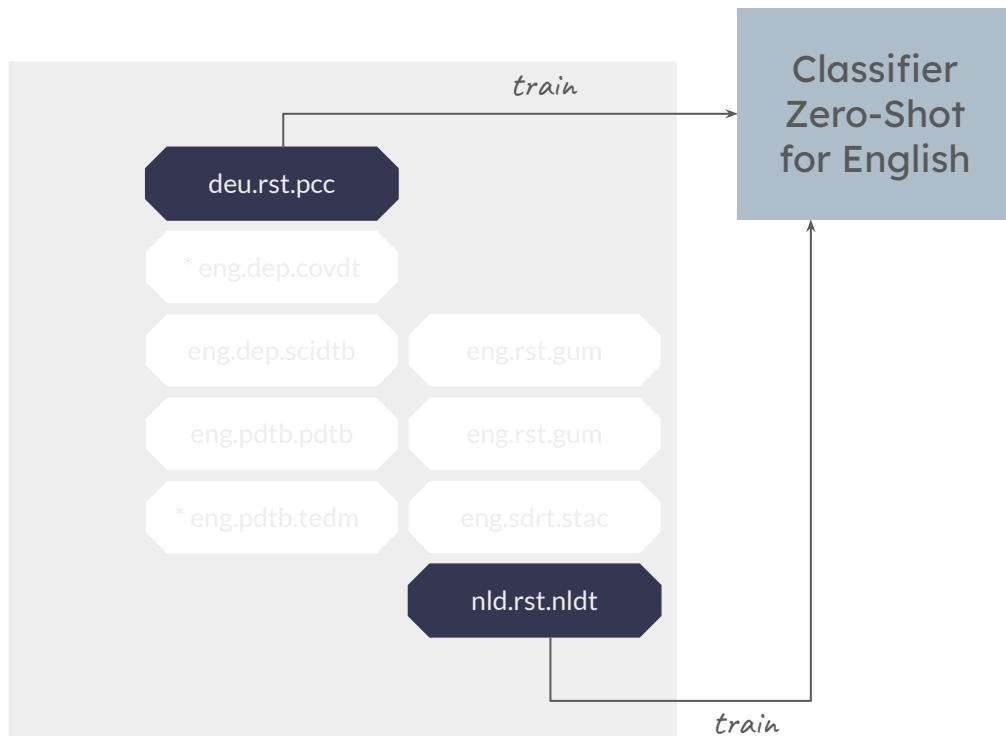 train
Classifier
Zero-Shot
for English
deu.rst.pcc
* eng.dep.covdt
eng.dep.scidtb
eng.rst.gum
eng.pdtb.pdtb
eng.rst.gum
* eng.pdtb.tedm
eng.sdrt.stac
nld.rst.nldt
train